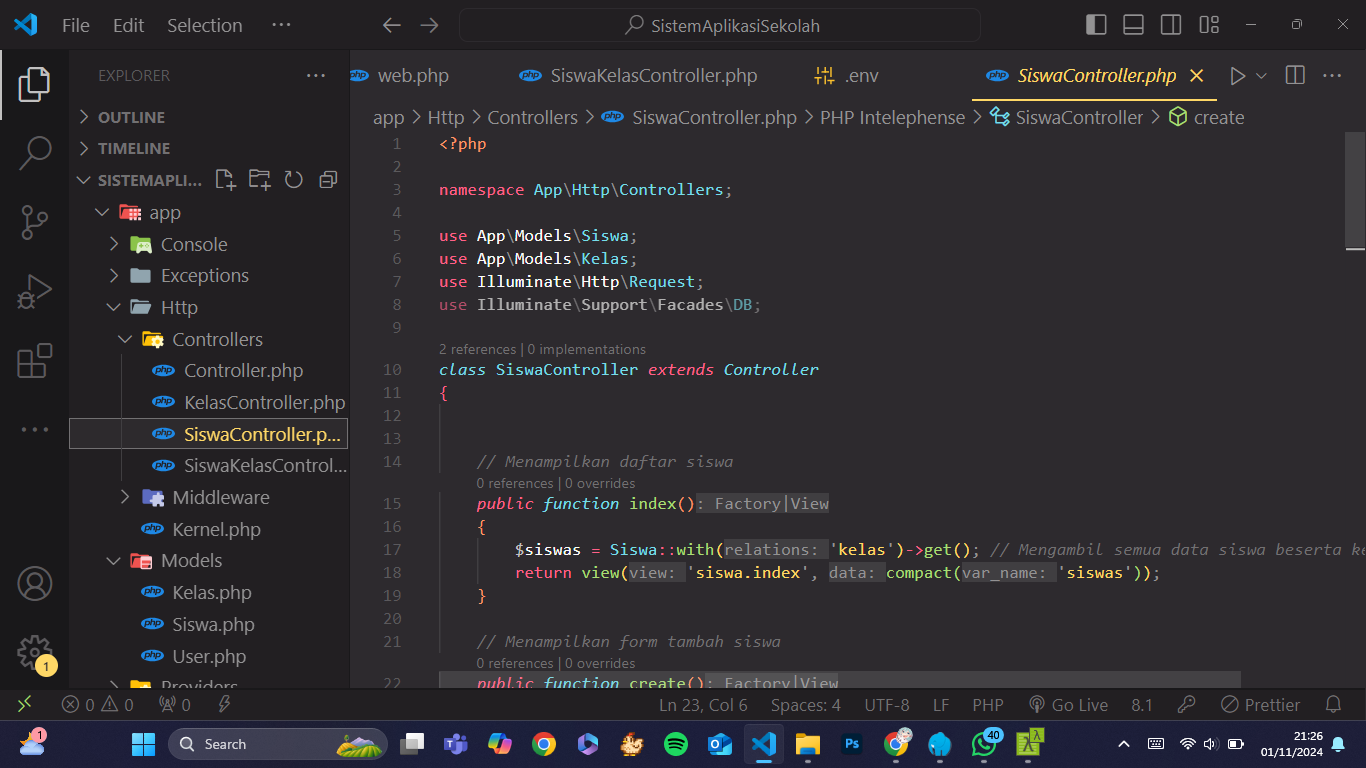 File Edit Selection ···
SistemAplikasiSekolah
EXPLORER
OUTLINE
TIMELINE
SISTEMAPLI...
app
Console
Exceptions
Http
Controllers
Controller.php
KelasController.php
SiswaController.p...
SiswaKelasControl...
Middleware
Kernel.php
Models
Kelas.php
Siswa.php
User.php
Providers
web.php SiswaKelasController.php .env SiswaController.php
app > Http > Controllers > SiswaController.php > PHP Intelephense > SiswaController > create
1 <?php
2
3 namespace App\Http\Controllers;
4
5 use App\Models\Siswa;
6 use App\Models\Kelas;
7 use Illuminate\Http\Request;
8 use Illuminate\Support\Facades\DB;
9
2 references | 0 implementations
10 class SiswaController extends Controller
11 {
12
13
14 // Menampilkan daftar siswa
0 references | 0 overrides
15 public function index(): Factory|View
16 {
17 $siswas = Siswa::with(relations: 'kelas')->get(); // Mengambil semua data siswa beserta ke
18 return view(view: 'siswa.index', data: compact(var_name: 'siswas'));
19 }
20
21 // Menampilkan form tambah siswa
0 references | 0 overrides
22 public function create(): Factory|View
1
0 0 0 Ln 23, Col 6 Spaces: 4 UTF-8 LF PHP Go Live 8.1 Prettier
1 Search Ps 40 λ λ 21:26
01/11/2024